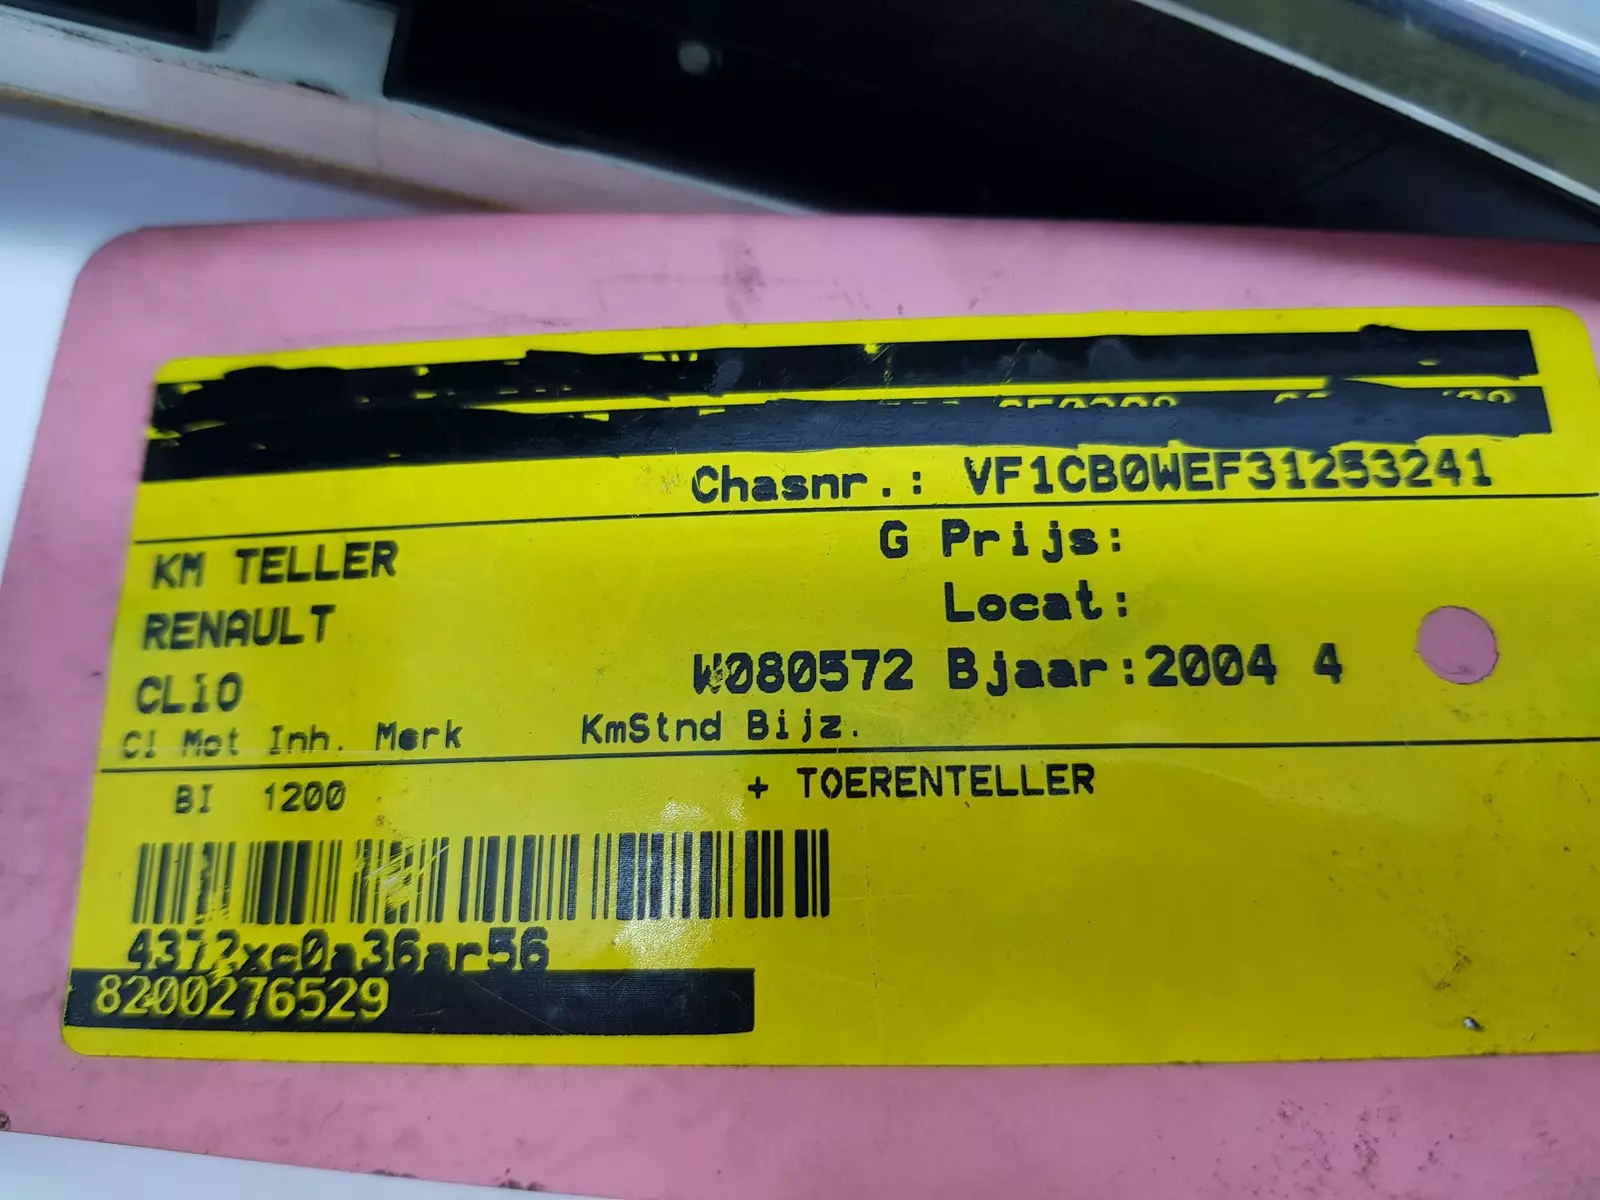 Chasnr.: VF1CB0WEF31253241
KM TELLER
G Prijs:
RENAULT
Locat:
CLiO
W080572 Bjaar:2004 4
Cl Mot Inh. Merk KmStnd Bijz.
BI 1200 + TOERENTELLER
4372xc0a36ar56
8200276529